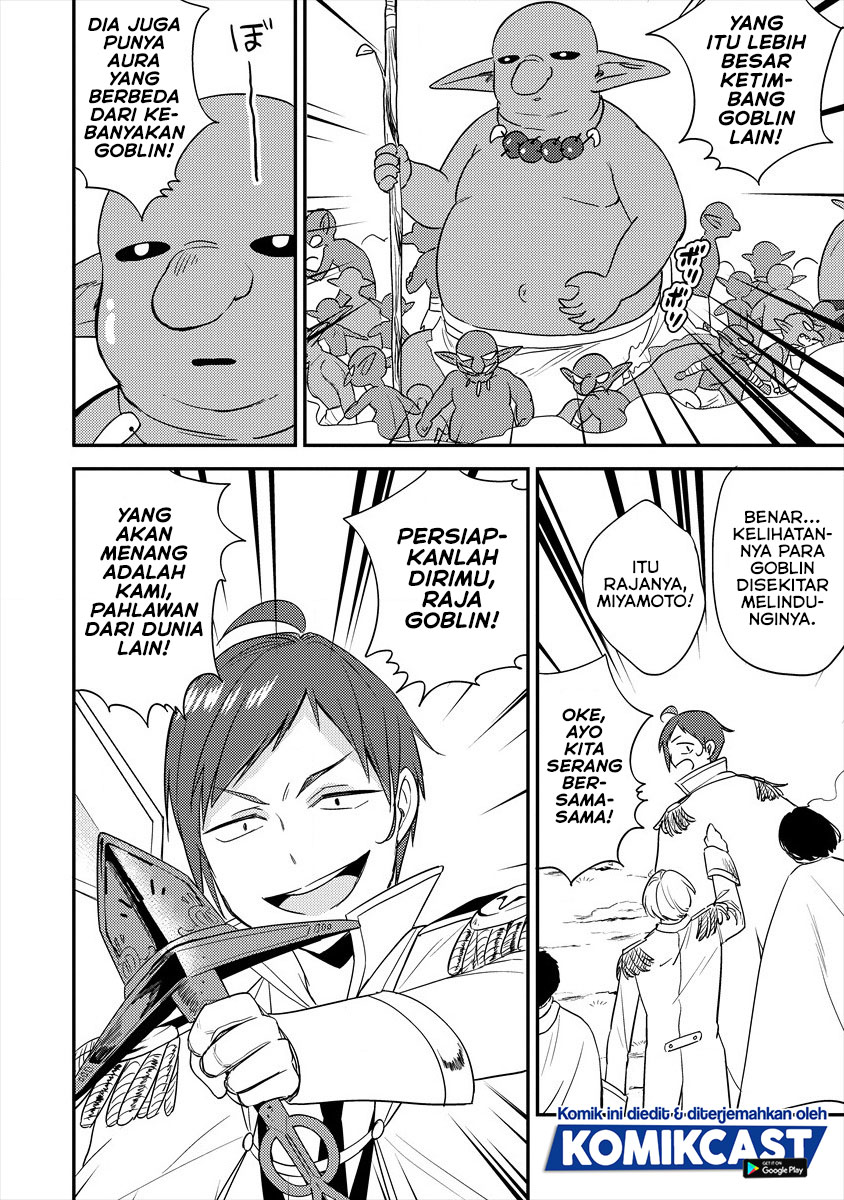 YANG
ITU LEBIH
BESAR
KETIM-
BANG
GOBLIN
LAIN!
ボリ
ボリ
DIA JUGA
PUNYA
AURA
YANG
BERBEDA
DARI KE-
BANYAKAN
GOBLIN!
ぼー
BENAR...
KELIHATAN-
NYA PARA
GOBLIN
DISEKITAR
MELINDU-
NGINYA.
ITU
RAJANYA,
MIYAMOTO!
OKE,
AYO
KITA
SERANG
BER-
SAMA-
SAMA!
PERSIAP-
KANLAH
DIRIMU,
RAJA
GOBLIN!
YANG
AKAN
MENANG
ADALAH
KAMI,
PAHLAWAN
DARI DUNIA
LAIN!
Komik ini diedit & diterjemahkan oleh
KOMIKCAST
GET IT ON
Google Play